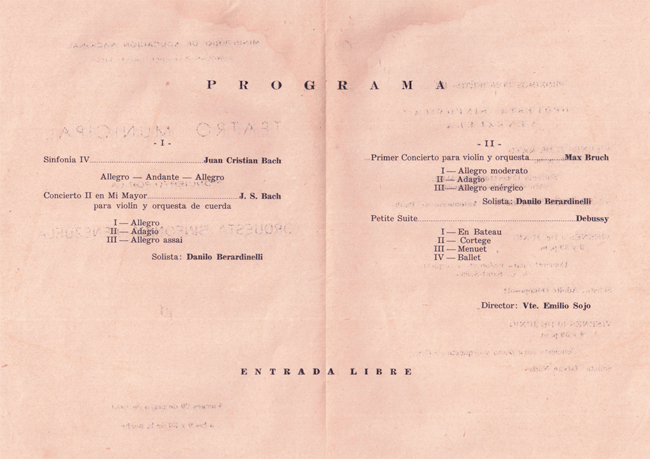 PROGRAMA
- I -
Sinfonía IV Juan Cristian Bach
Allegro — Andante — Allegro
Concierto II en Mi Mayor J. S. Bach
para violín y orquesta de cuerda
I — Allegro
II — Adagio
III — Allegro assai
Solista: Danilo Berardinelli
- II -
Primer Concierto para violín y orquesta Max Bruch
I — Allegro moderato
II — Adagio
III — Allegro enérgico
Solista: Danilo Berardinelli
Petite Suite Debussy
I — En Bateau
II — Cortege
III — Menuet
IV — Ballet
Director: Vte. Emilio Sojo
ENTRADA LIBRE